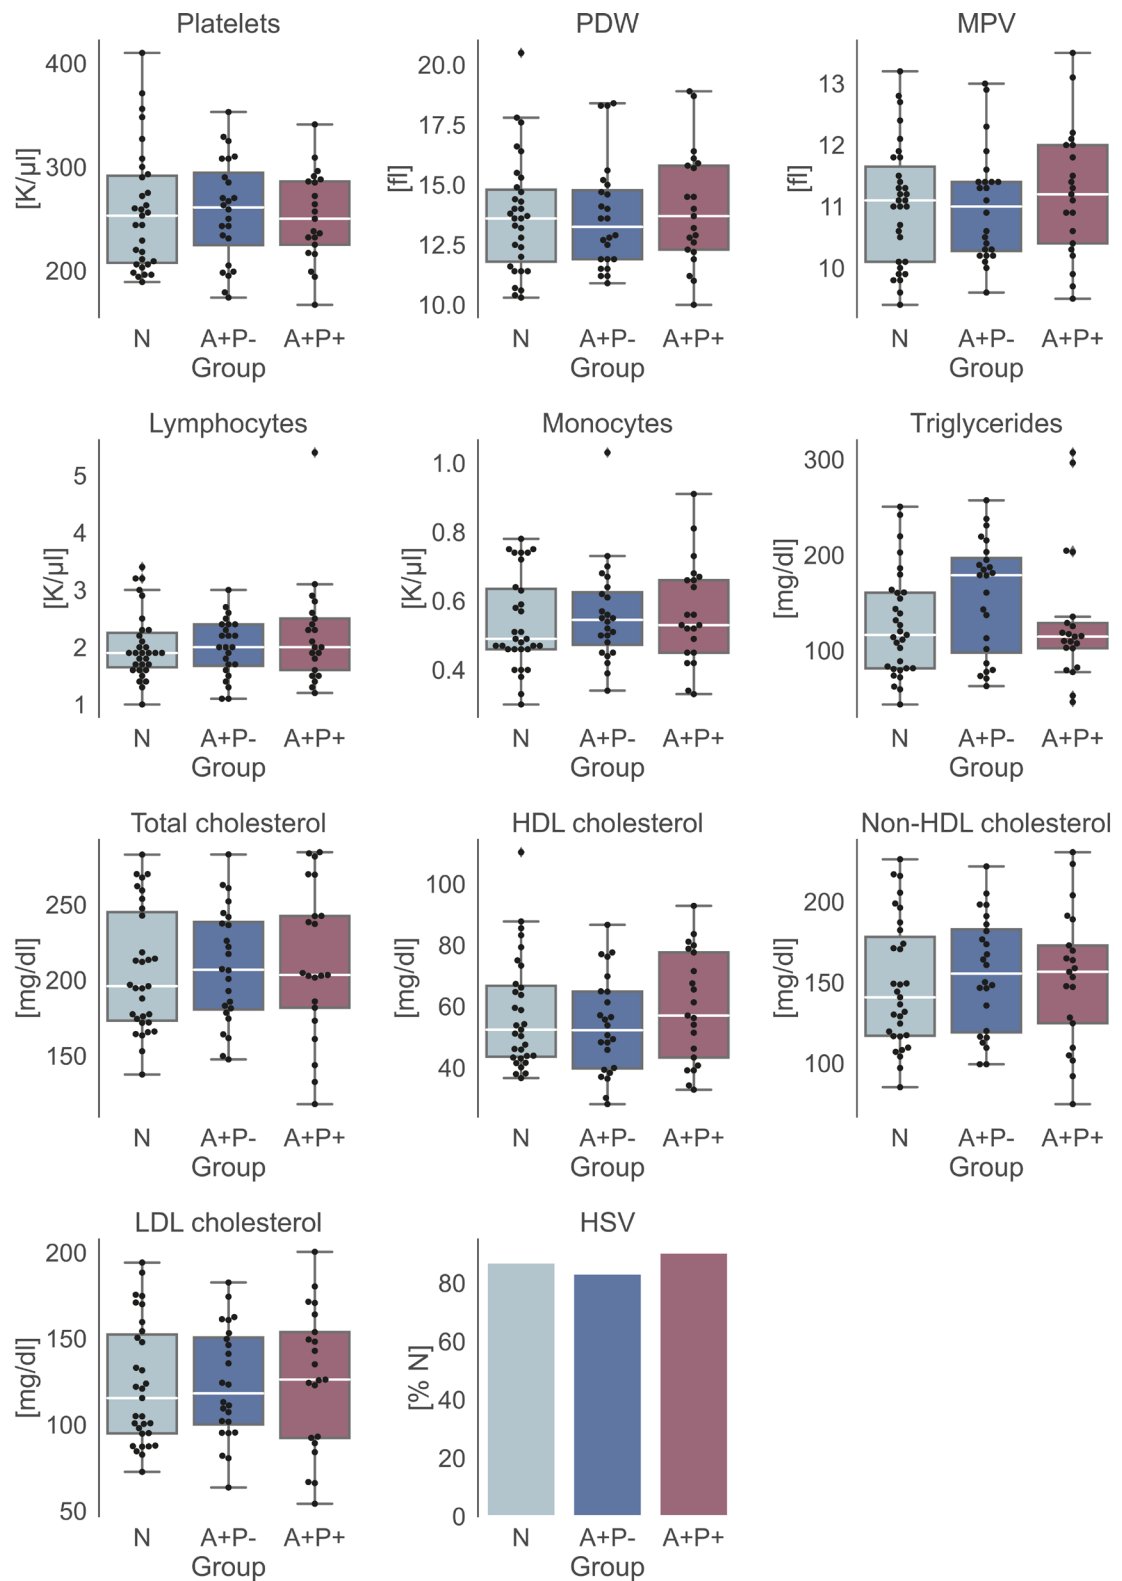 Platelets
[K/µl]
400
300
200
N A+P- A+P+
Group
PDW
[fl]
20.0
17.5
15.0
12.5
10.0
N A+P- A+P+
Group
MPV
[fl]
13
12
11
10
N A+P- A+P+
Group
Lymphocytes
[K/µl]
5
4
3
2
1
N A+P- A+P+
Group
Monocytes
[K/µl]
1.0
0.8
0.6
0.4
N A+P- A+P+
Group
Triglycerides
[mg/dl]
300
200
100
N A+P- A+P+
Group
Total cholesterol
[mg/dl]
250
200
150
N A+P- A+P+
Group
HDL cholesterol
[mg/dl]
100
80
60
40
N A+P- A+P+
Group
Non-HDL cholesterol
[mg/dl]
200
150
100
N A+P- A+P+
Group
LDL cholesterol
[mg/dl]
200
150
100
50
N A+P- A+P+
Group
HSV
[% N]
80
60
40
20
0
N A+P- A+P+
Group